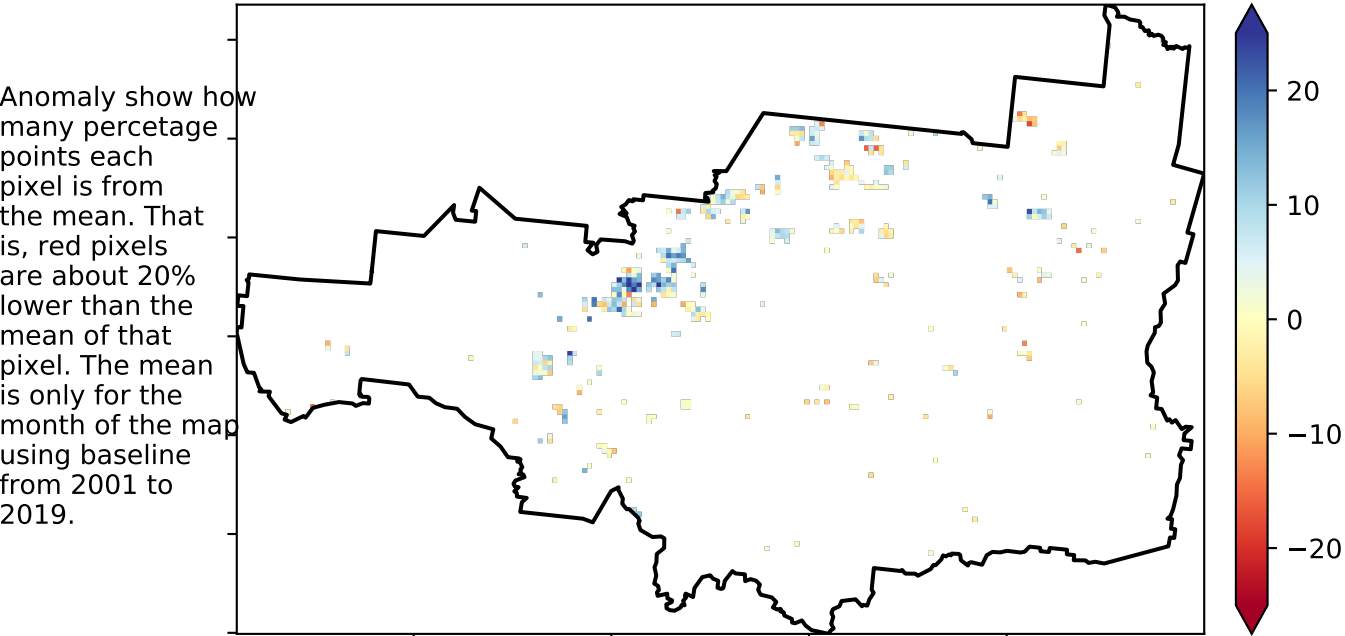 Anomaly show how
many percetage
points each
pixel is from
the mean. That
is, red pixels
are about 20%
lower than the
mean of that
pixel. The mean
is only for the
month of the map
using baseline
from 2001 to
2019.
20
10
0
−10
−20